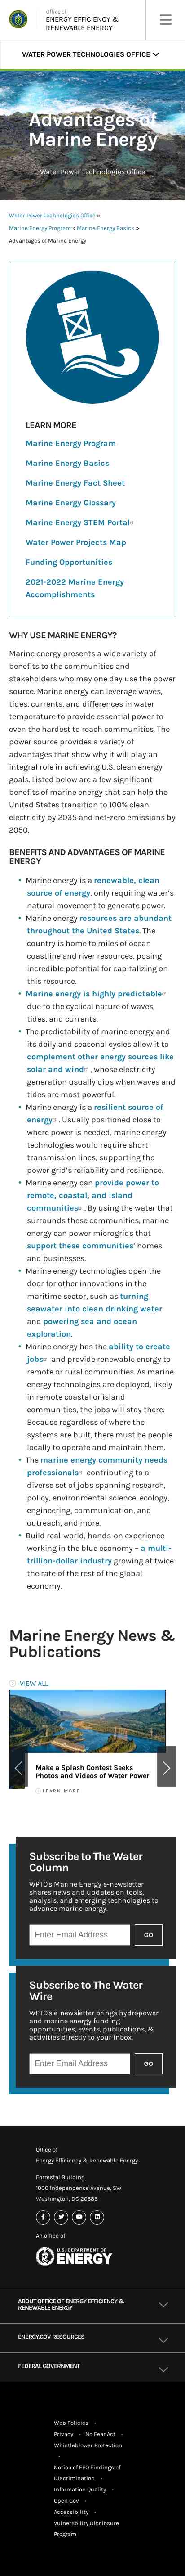 Office of
ENERGY EFFICIENCY &
RENEWABLE ENERGY
WATER POWER TECHNOLOGIES OFFICE
Advantages of
Marine Energy
Water Power Technologies Office
Water Power Technologies Office »
Marine Energy Program » Marine Energy Basics »
Advantages of Marine Energy
LEARN MORE
Marine Energy Program
Marine Energy Basics
Marine Energy Fact Sheet
Marine Energy Glossary
Marine Energy STEM Portal
Water Power Projects Map
Funding Opportunities
2021-2022 Marine Energy
Accomplishments
WHY USE MARINE ENERGY?
Marine energy presents a wide variety of
benefits to the communities and
stakeholders who may one day use the power
source. Marine energy can leverage waves,
tides, currents, and differences in water
temperature to provide power solutions to
even the hardest to reach communities. The
power source provides a variety of
advantages that show why it will play an
integral role in achieving U.S. clean energy
goals. Listed below are a few significant
examples of clean energy that can help the
United States transition to 100% clean
electricity by 2035 and net-zero emissions by
2050.
BENEFITS AND ADVANTAGES OF MARINE
ENERGY
• Marine energy is a renewable, clean
source of energy, only requiring water's
natural movement to generate power.
• Marine energy resources are abundant
throughout the United States. The
country is home to miles of ocean
coastline, rivers, and other aquatic
resources, posing incredible potential
for capitalizing on this clean energy
resource.
• Marine energy is highly predictable
due to the cyclical nature of waves,
tides, and currents.
• The predictability of marine energy and
its daily and seasonal cycles allow it to
complement other energy sources like
solar and wind , whose electricity
generation usually dips when water and
tides are most powerful.
• Marine energy is a resilient source of
energy . Usually positioned close to
where the power is needed, marine
energy technologies would require
short transmission lines, improving the
power grid's reliability and resilience.
• Marine energy can provide power to
remote, coastal, and island
communities . By using the water that
surrounds their communities, marine
energy can power microgrids that
support these communities' homes
and businesses.
• Marine energy technologies open the
door for other innovations in the
maritime sector, such as turning
seawater into clean drinking water
and powering sea and ocean
exploration.
• Marine energy has the ability to create
jobs and provide renewable energy to
remote or rural communities. As marine
energy technologies are deployed, likely
in remote coastal or island
communities, the jobs will stay there.
Because regardless of where the
systems are built, there must be people
locally to operate and maintain them.
• The marine energy community needs
professionals contributing to a
diverse set of jobs spanning research,
policy, environmental science, ecology,
engineering, communication, and
outreach, and more.
• Build real-world, hands-on experience
working in the blue economy – a multi-
trillion-dollar industry growing at twice
the rate of the rest of the global
economy.
Marine Energy News &
Publications
VIEW ALL
Make a Splash Contest Seeks
Photos and Videos of Water Power
LEARN MORE
Subscribe to The Water
Column
WPTO's Marine Energy e-newsletter
shares news and updates on tools,
analysis, and emerging technologies to
advance marine energy.
Enter Email Address
GO
Subscribe to The Water
Wire
WPTO's e-newsletter brings hydropower
and marine energy funding
opportunities, events, publications, &
activities directly to your inbox.
Enter Email Address
GO
Office of
Energy Efficiency & Renewable Energy
Forrestal Building
1000 Independence Avenue, SW
Washington, DC 20585
An office of
U.S. DEPARTMENT OF
ENERGY
ABOUT OFFICE OF ENERGY EFFICIENCY &
RENEWABLE ENERGY
ENERGY.GOV RESOURCES
FEDERAL GOVERNMENT
Web Policies •
Privacy • No Fear Act •
Whistleblower Protection
•
Notice of EEO Findings of
Discrimination •
Information Quality •
Open Gov •
Accessibility •
Vulnerability Disclosure
Program